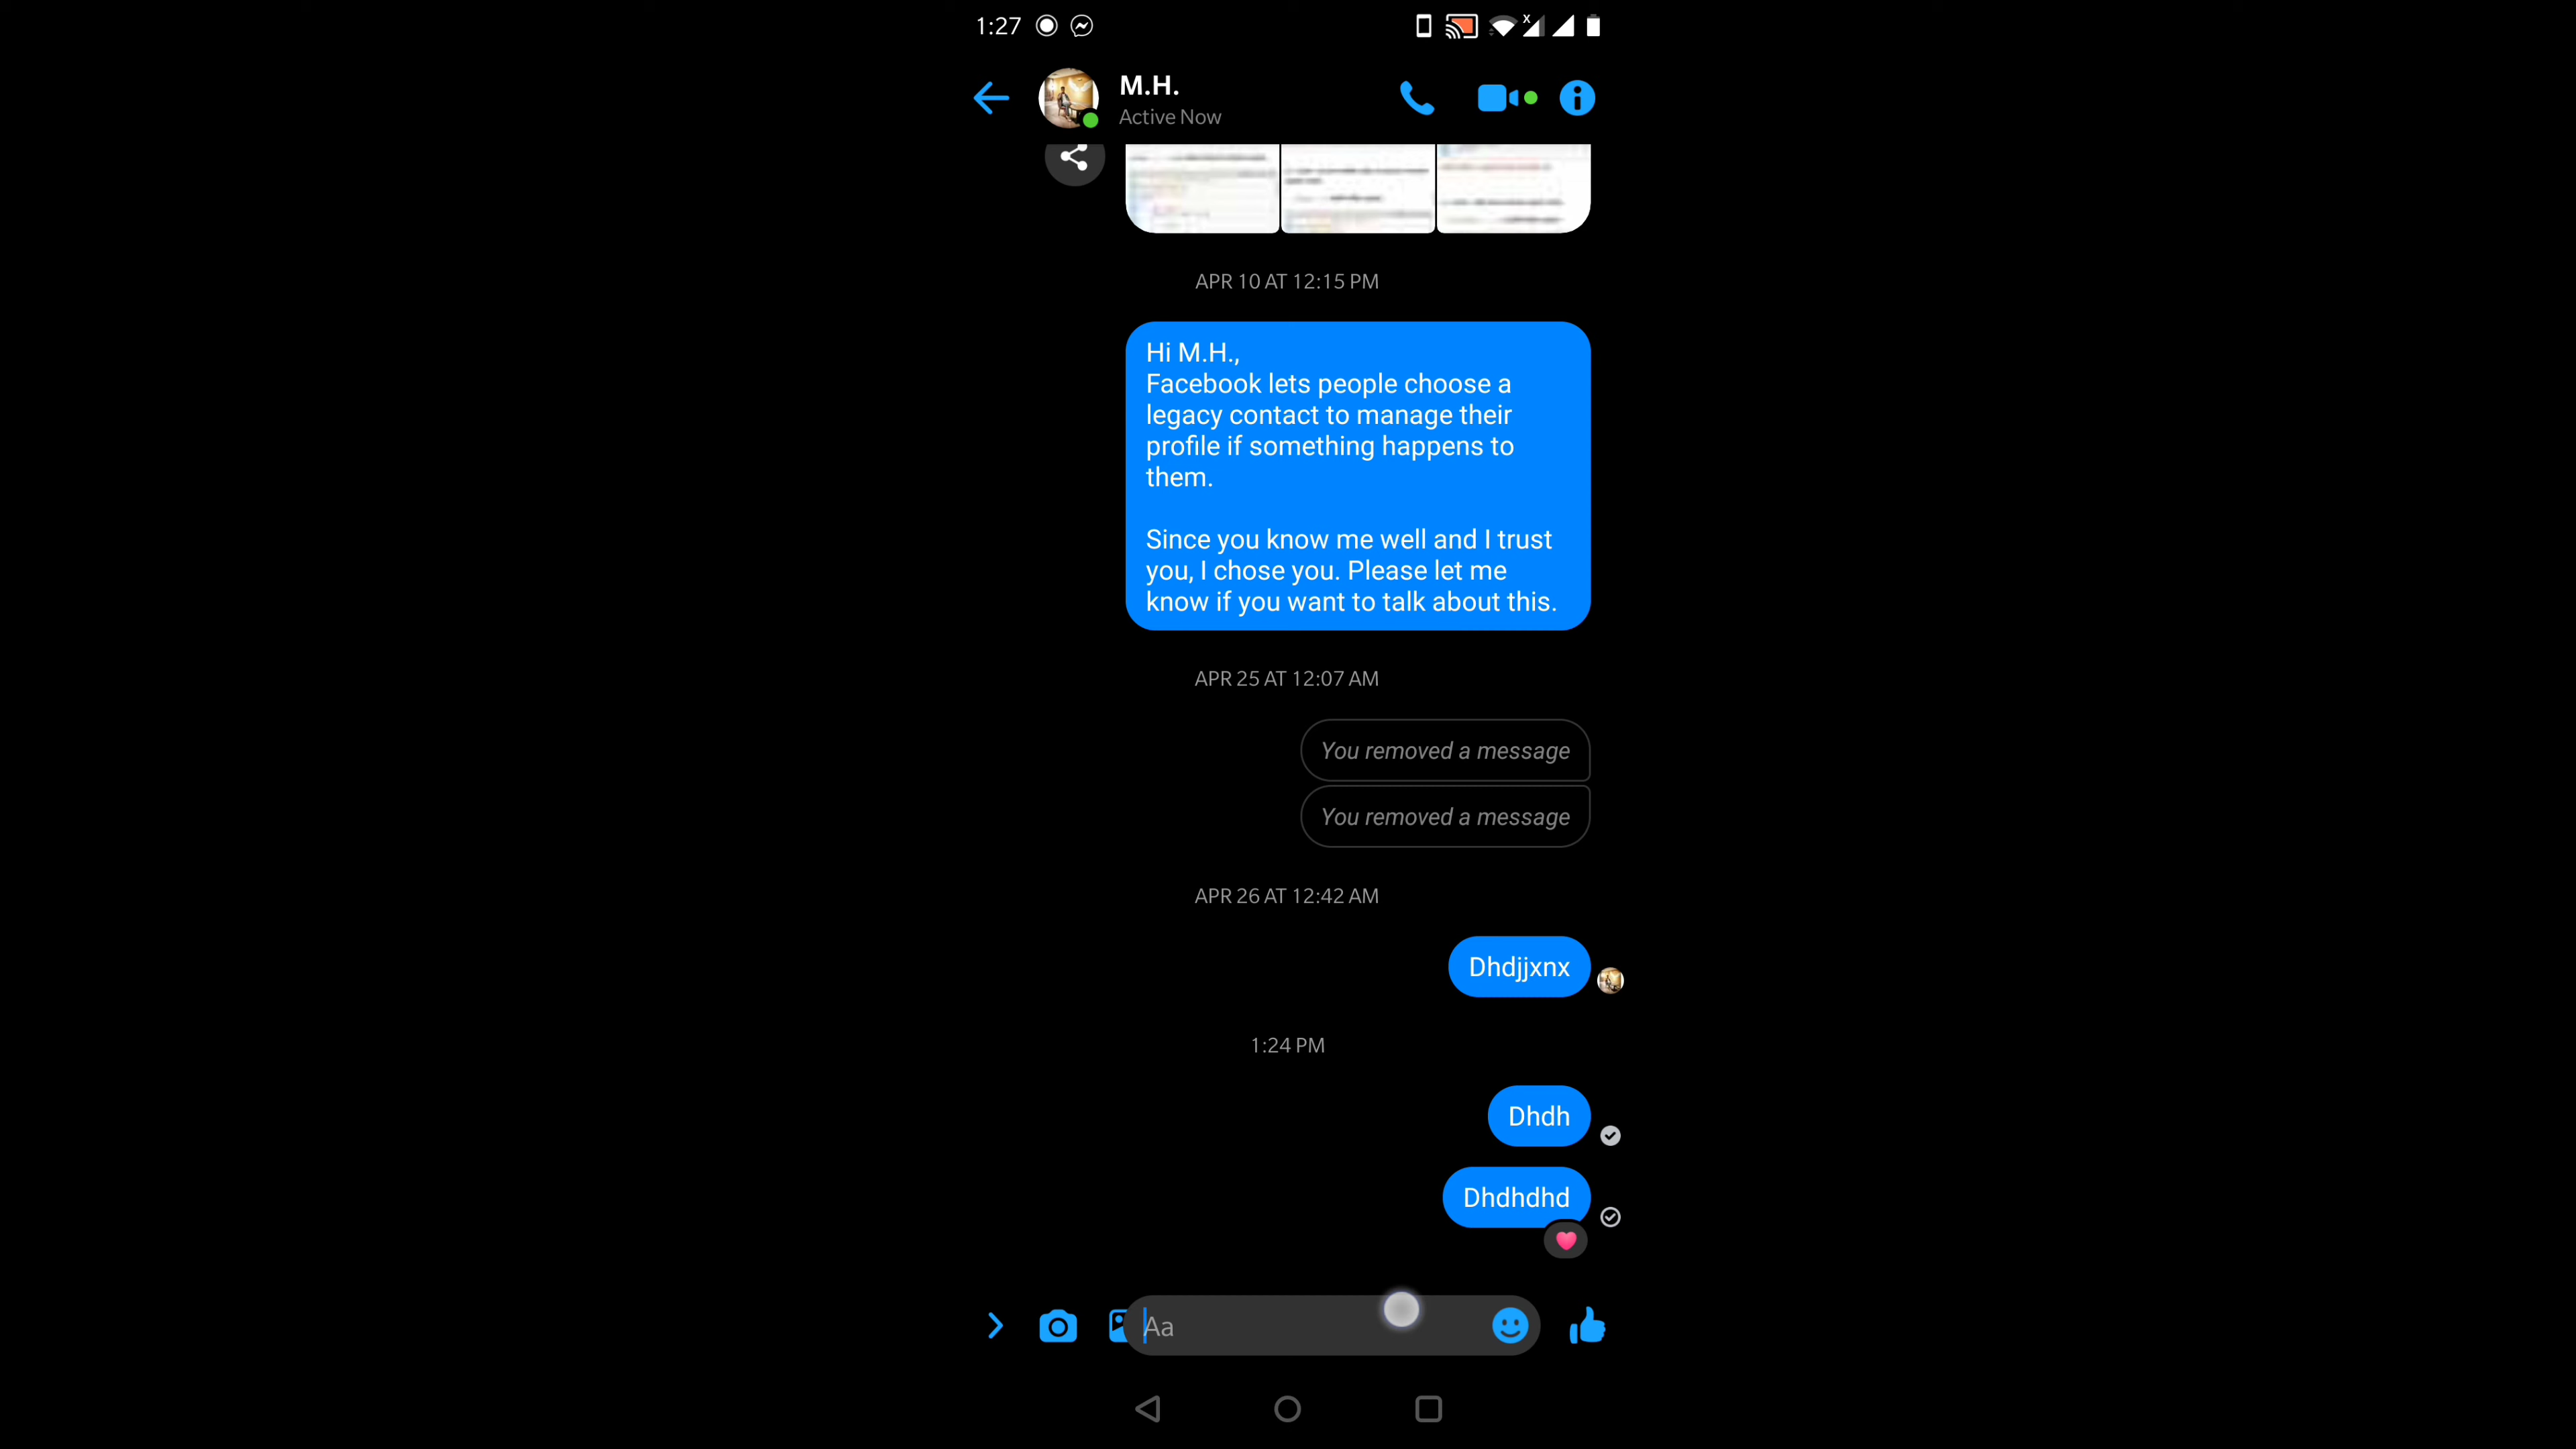 1:27
M.H.
Active Now
APR 10 AT 12:15 PM
Hi M.H.,
Facebook lets people choose a
legacy contact to manage their
profile if something happens to
them.
Since you know me well and I trust
you, I chose you. Please let me
know if you want to talk about this.
APR 25 AT 12:07 AM
You removed a message
You removed a message
APR 26 AT 12:42 AM
Dhdjjxnx
1:24 PM
Dhdh
Dhdhdhd
Aa